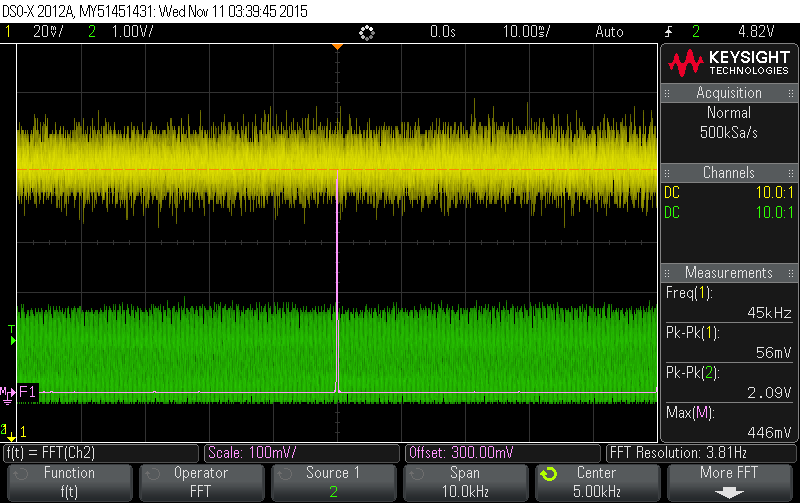 DSO-X 2012A, MY51451431: Wed Nov 11 03:39:45 2015
1 20mV/ 2 1.00V/ 0.0s 10.00ms/ Auto 2 4.82V
KEYSIGHT
TECHNOLOGIES
Acquisition
Normal
500kSa/s
Channels
DC 10.0:1
DC 10.0:1
Measurements
Freq(1):
45kHz
Pk-Pk(1):
56mV
Pk-Pk(2):
2.09V
Max(M):
446mV
T
M
F1
2
1
f(t) = FFT(Ch2) Scale: 100mV/ Offset: 300.00mV FFT Resolution: 3.81Hz
Function Operator Source 1 Span Center More FFT
f(t) FFT 2 10.0kHz 5.00kHz